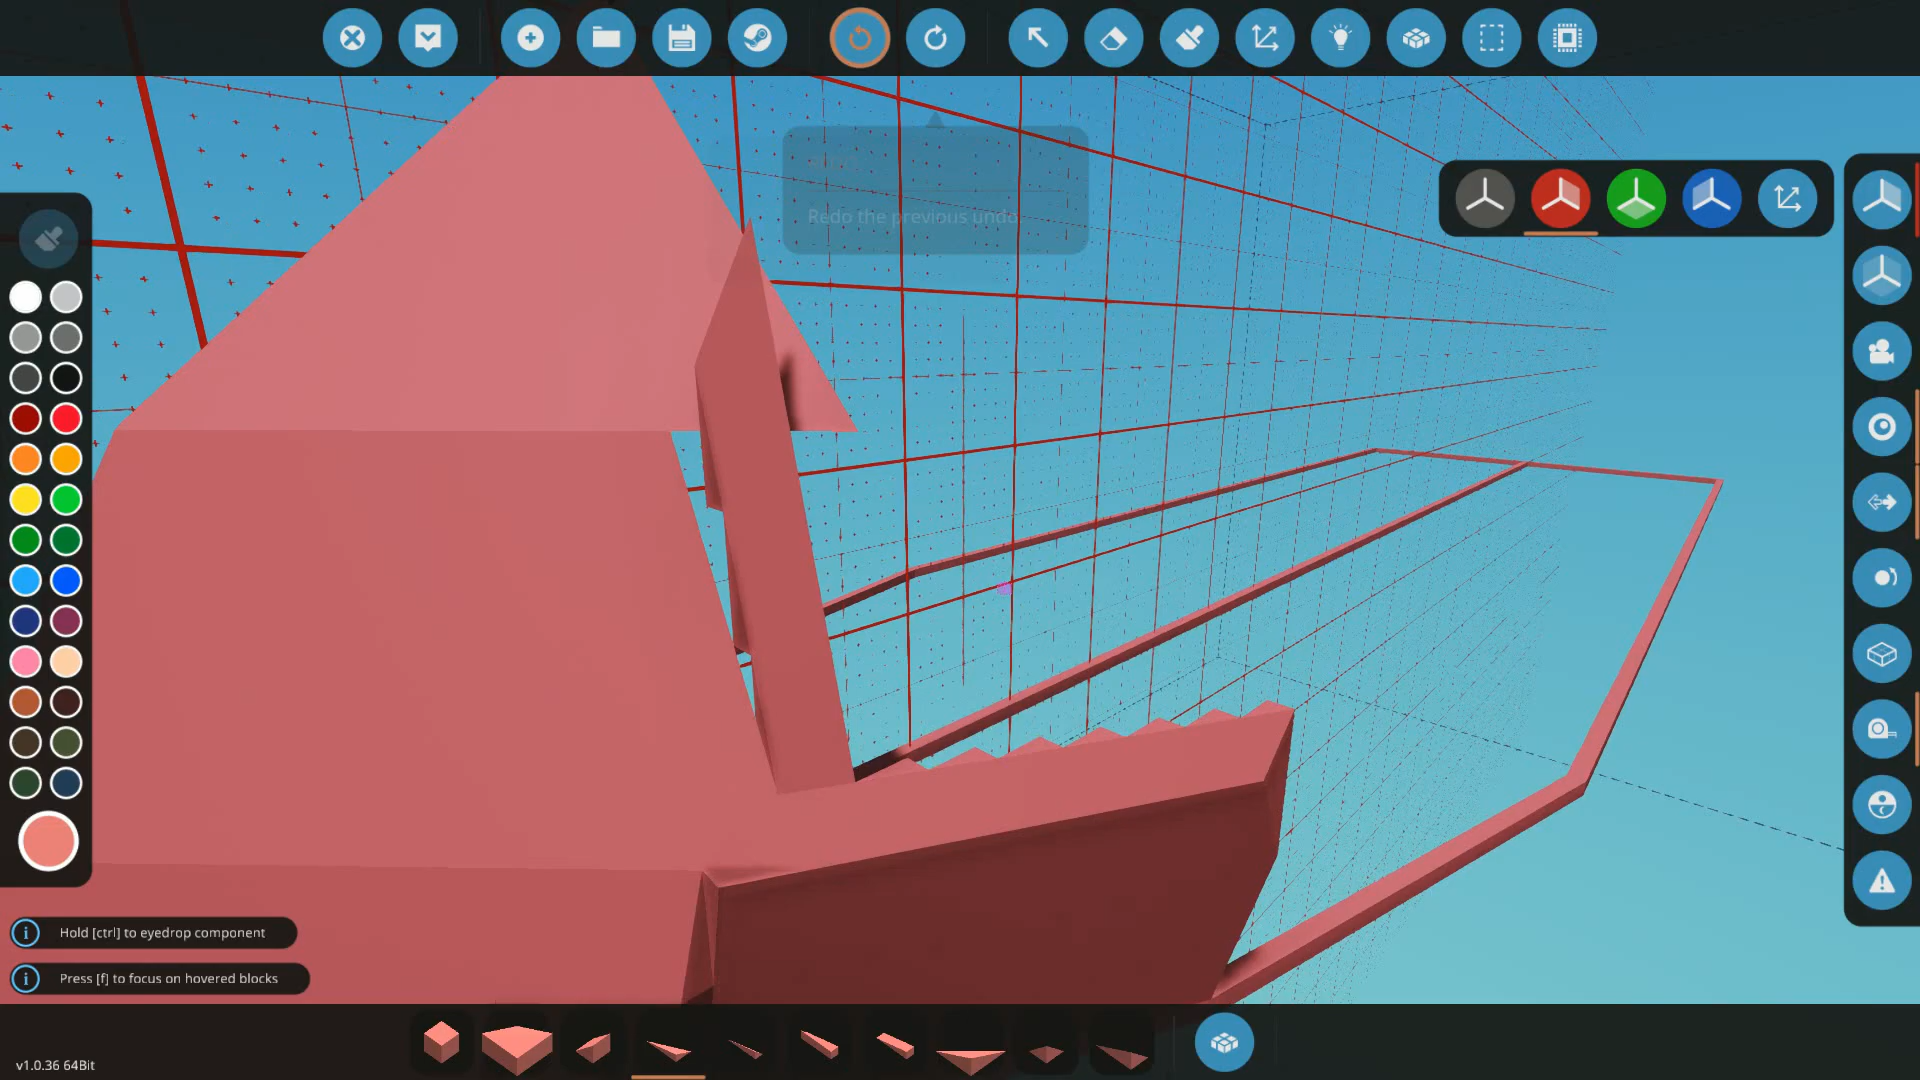 Redo the previous undo
Hold [ctrl] to eyedrop component
Press [f] to focus on hovered blocks
v1.0.36 64Bit